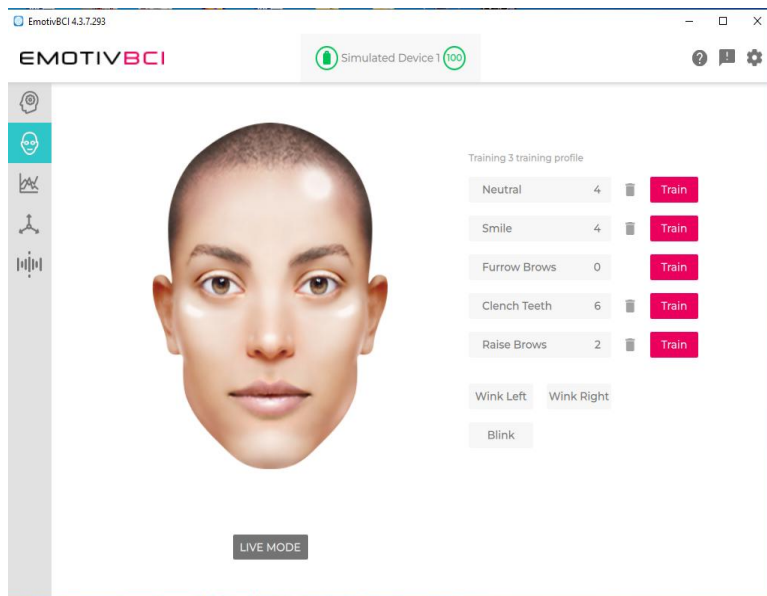 EmotivBCI 4.3.7.293
EMOTIVBCI
Simulated Device 1 100
Training 3 training profile
Neutral 4 Train
Smile 4 Train
Furrow Brows 0 Train
Clench Teeth 6 Train
Raise Brows 2 Train
Wink Left Wink Right
Blink
LIVE MODE